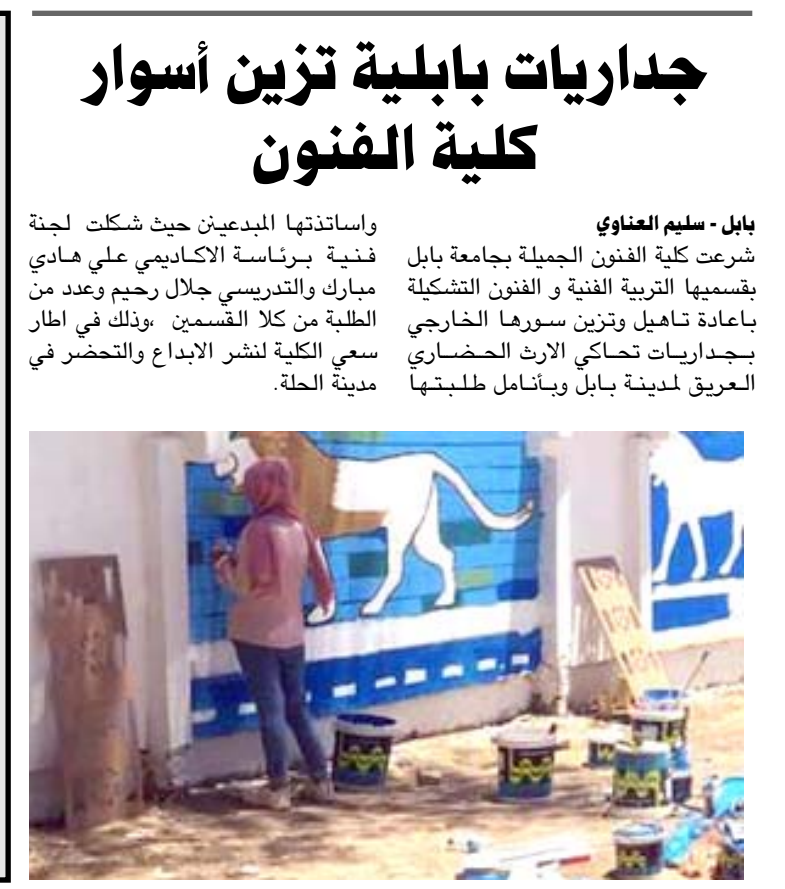 جداريات بابلية تزين أسوار
كلية الفنون
بابل - سليم العناوي
شرعت كلية الفنون الجميلة بجامعة بابل
بقسميها التربية الفنية و الفنون التشكيلة
باعادة تاهيل وتزين سورها الخارجي
بجداريات تحاكي الارث الحضاري
العريق لمدينة بابل وبأنامل طلبتها
واساتذتها المبدعين حيث شكلت لجنة
فنية برئاسة الاكاديمي علي هادي
مبارك والتدريسي جلال رحيم وعدد من
الطلبة من كلا القسمين ،وذلك في اطار
سعي الكلية لنشر الابداع والتحضر في
مدينة الحلة.